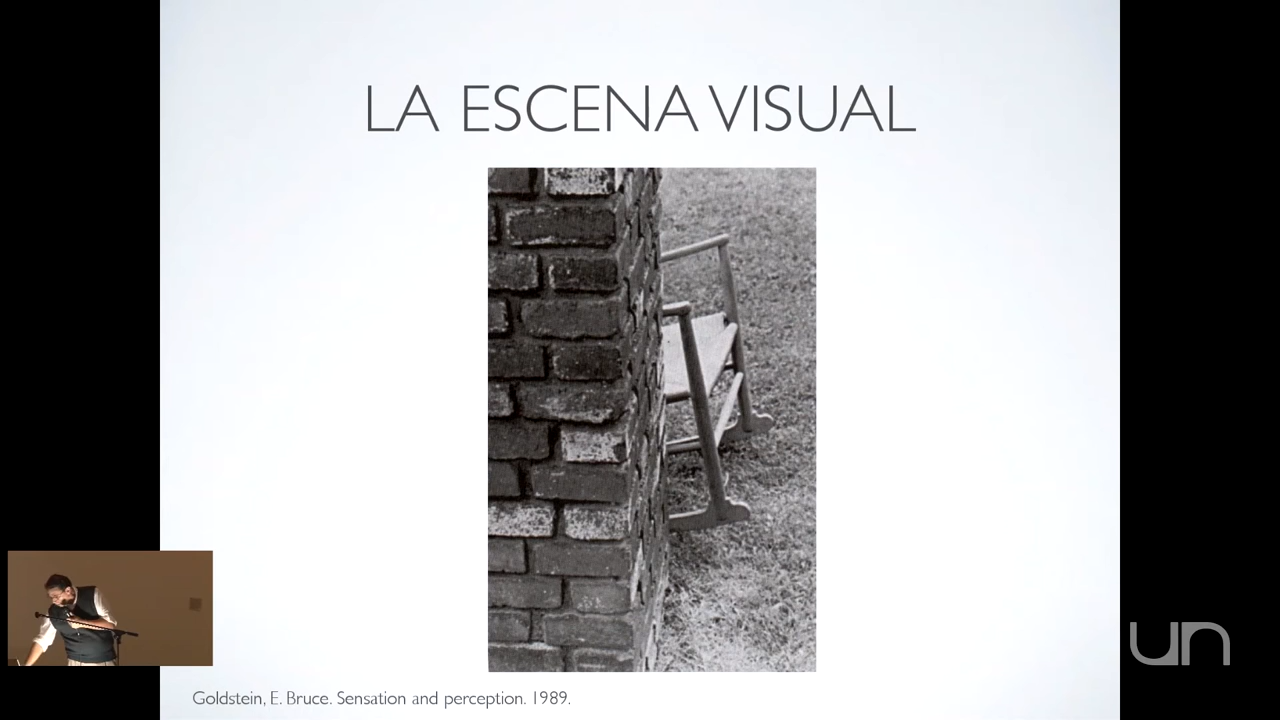 LA ESCENA VISUAL
un
Goldstein, E. Bruce. Sensation and perception. 1989.